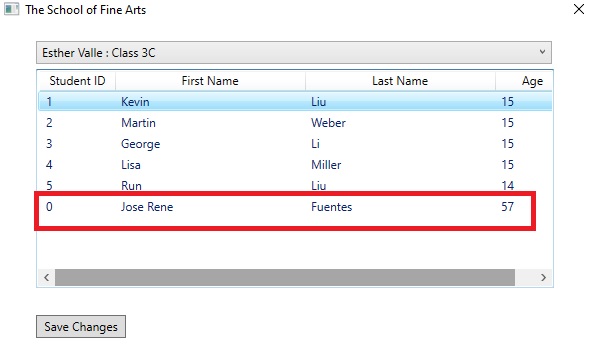 The School of Fine Arts
Esther Valle : Class 3C
Student ID First Name Last Name Age
1 Kevin Liu 15
2 Martin Weber 15
3 George Li 15
4 Lisa Miller 15
5 Run Liu 14
0 Jose Rene Fuentes 57
Save Changes